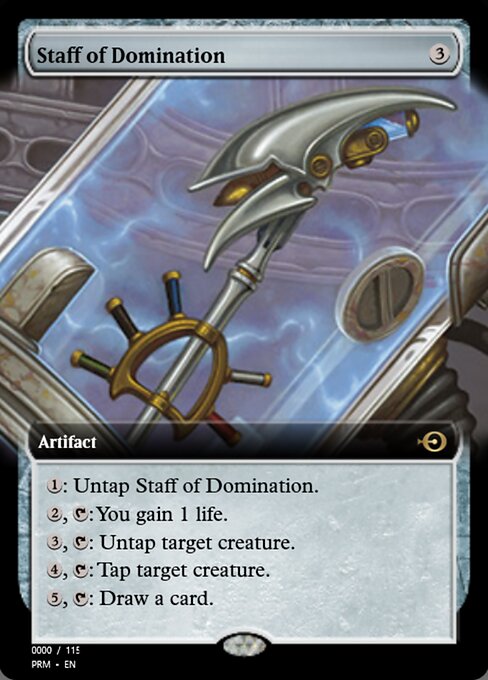 Staff of Domination 3
Artifact
1: Untap Staff of Domination.
2, : You gain 1 life.
3, : Untap target creature.
4, : Tap target creature.
5, : Draw a card.
0000 / 115
PRM • EN